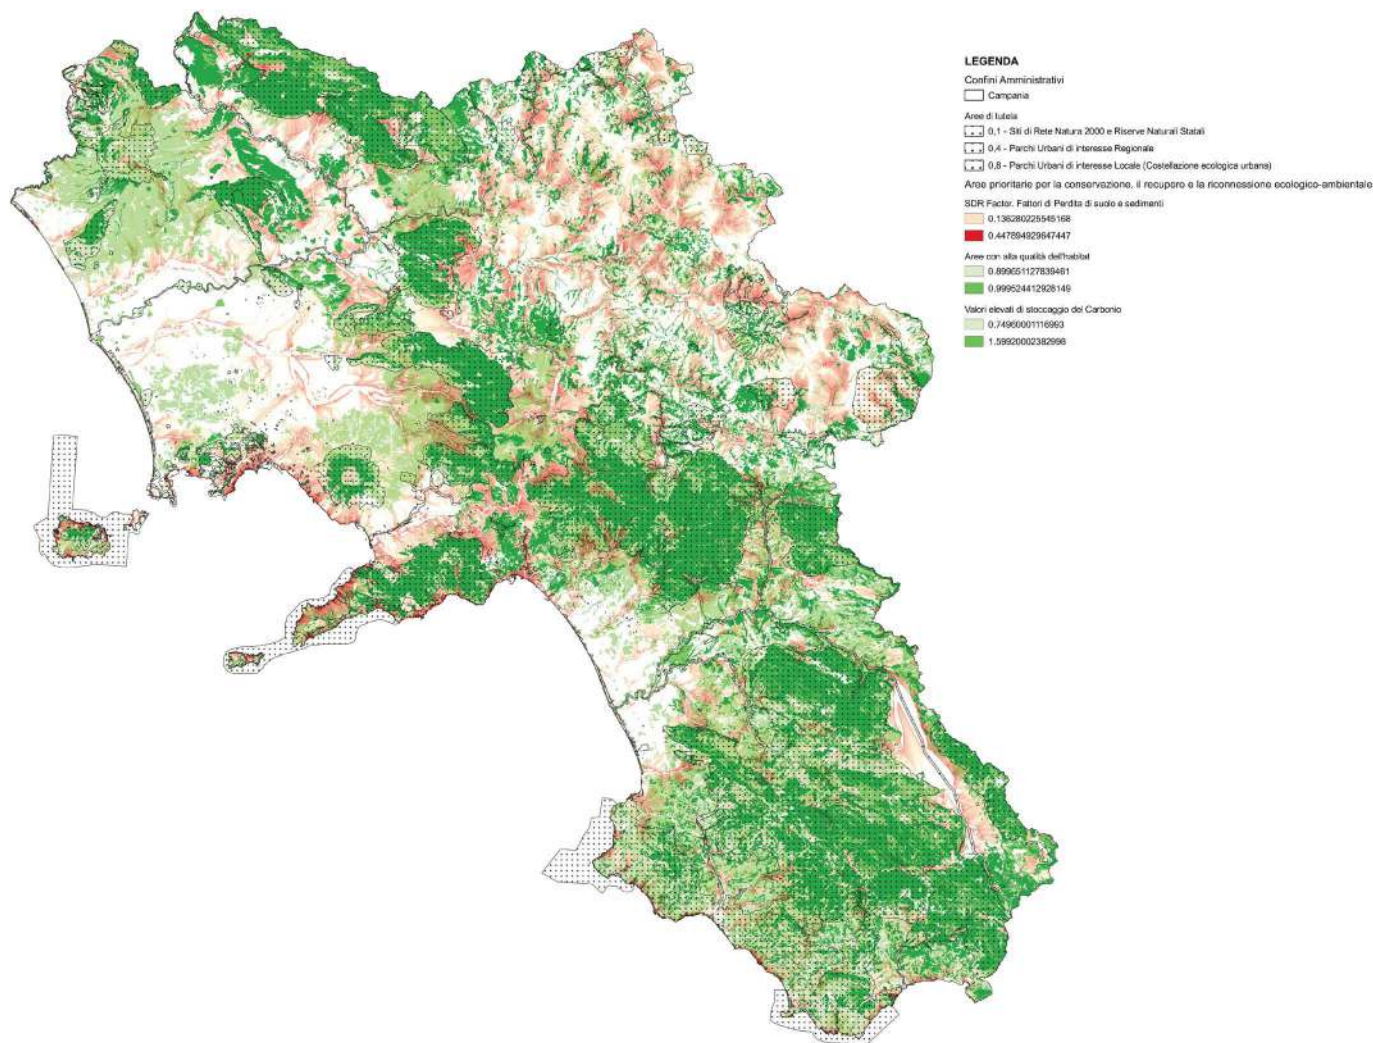 LEGENDA
Confini Amministrativi
Campania
Aree di tutela
0,1 - Siti di Rete Natura 2000 e Riserve Naturali Statali
0,4 - Parchi Urbani di interesse Regionale
0,8 - Parchi Urbani di interesse Locale (Costellazione ecologica urbana)
Aree prioritarie per la conservazione, il recupero e la riconnessione ecologico-ambientale
SDR Factor. Fattori di Perdita di suolo e sedimenti
0.136280225545168
0.447894929647447
Aree con alta qualità dell'habitat
0.899651127839461
0.999524412928149
Valori elevati di stoccaggio del Carbonio
0.74960001116993
1.59920002382998